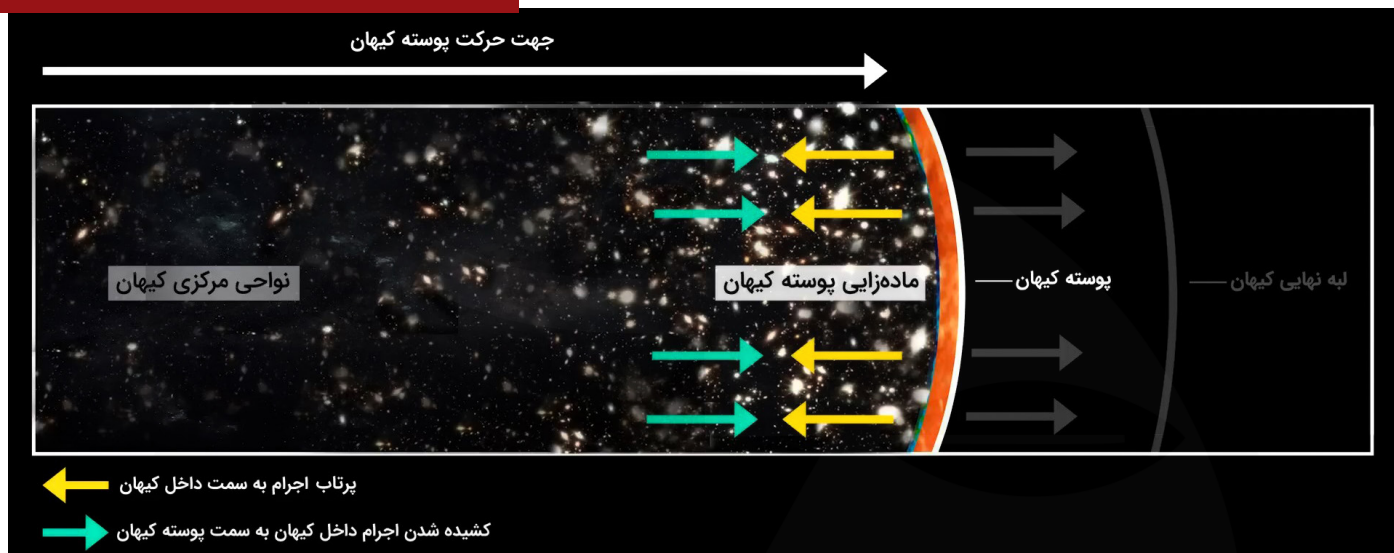 جهت حرکت پوسته کیهان
نواحی مرکزی کیهان
ماده‌زایی پوسته کیهان
پوسته کیهان
لبه نهایی کیهان
پرتاب اجرام به سمت داخل کیهان
کشیده شدن اجرام داخل کیهان به سمت پوسته کیهان